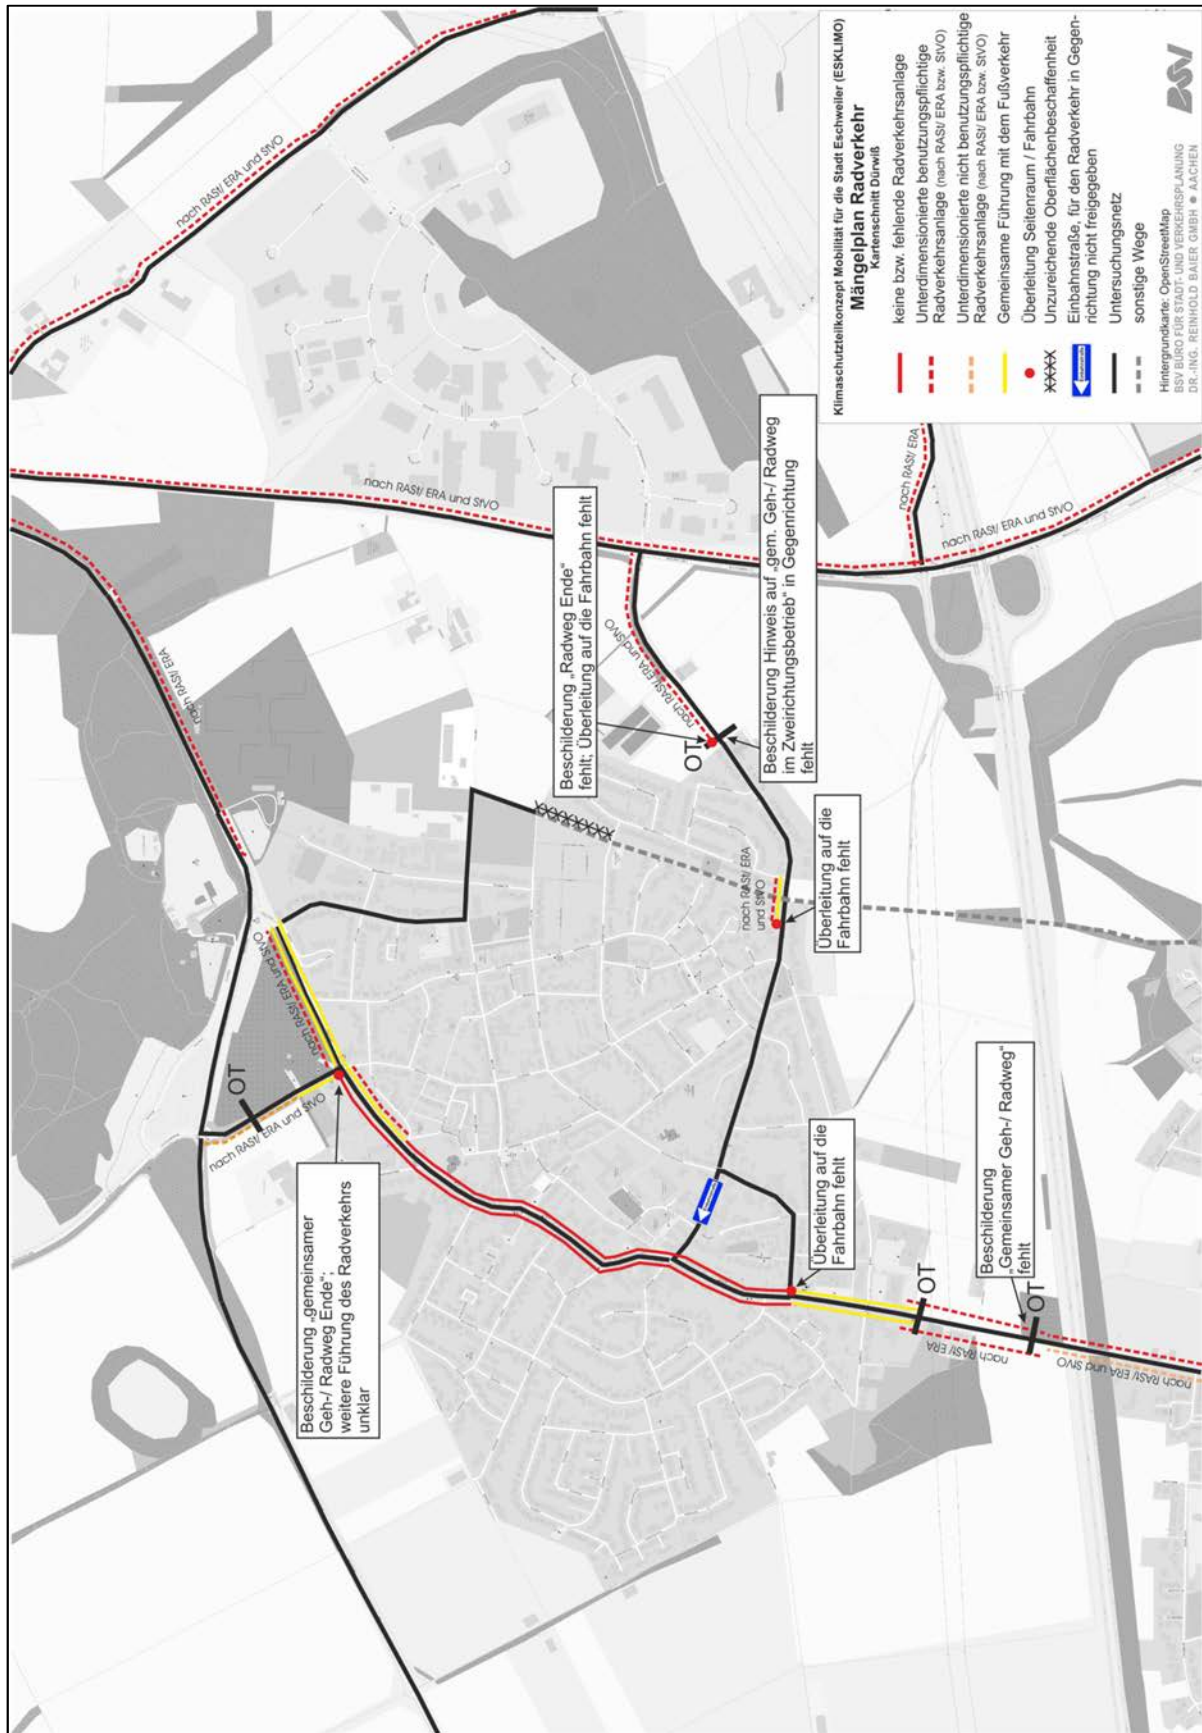 Klimaschutzteilkonzept Mobilität für die Stadt Eschweiler (ESKLIMO)
Mängelplan Radverkehr
Kartenschnitt Dürwiß
keine bzw. fehlende Radverkehrsanlage
Unterdimensionierte benutzungspflichtige
Radverkehrsanlage (nach RASt/ ERA bzw. StVO)
Unterdimensionierte nicht benutzungspflichtige
Radverkehrsanlage (nach RASt/ ERA bzw. StVO)
Gemeinsame Führung mit dem Fußverkehr
Überleitung Seitenraum / Fahrbahn
XXXX
Unzureichende Oberflächenbeschaffenheit
Einbahnstraße, für den Radverkehr in Gegen-
richtung nicht freigegeben
Untersuchungsnetz
sonstige Wege
Hintergrundkarte: OpenStreetMap
BSV BÜRO FÜR STADT- UND VERKEHRSPLANUNG
DR.-ING. REINHOLD BAIER GMBH AACHEN
BSV
Beschilderung „gemeinsamer
Geh-/ Radweg Ende“;
weitere Führung des Radverkehrs
unklar
Beschilderung „Radweg Ende“
fehlt; Überleitung auf die Fahrbahn fehlt
Beschilderung Hinweis auf „gem. Geh-/ Radweg
im Zweirichtungsbetrieb“ in Gegenrichtung
fehlt
Überleitung auf die
Fahrbahn fehlt
Überleitung auf die
Fahrbahn fehlt
Beschilderung
„Gemeinsamer Geh-/ Radweg“
fehlt
nach RASt/ ERA und StVO
nach RASt/ ERA und StVO
nach RASt/ ERA
nach RASt/ ERA und StVO
nach RASt/ ERA und StVO
nach RASt/ ERA und StVO
nach RASt/ ERA
nach RASt/ ERA und StVO
nach RASt/ ERA
und StVO
nach RASt/ ERA
nach RASt/ ERA und StVO
OT
OT
OT
OT
XXXXXXXX